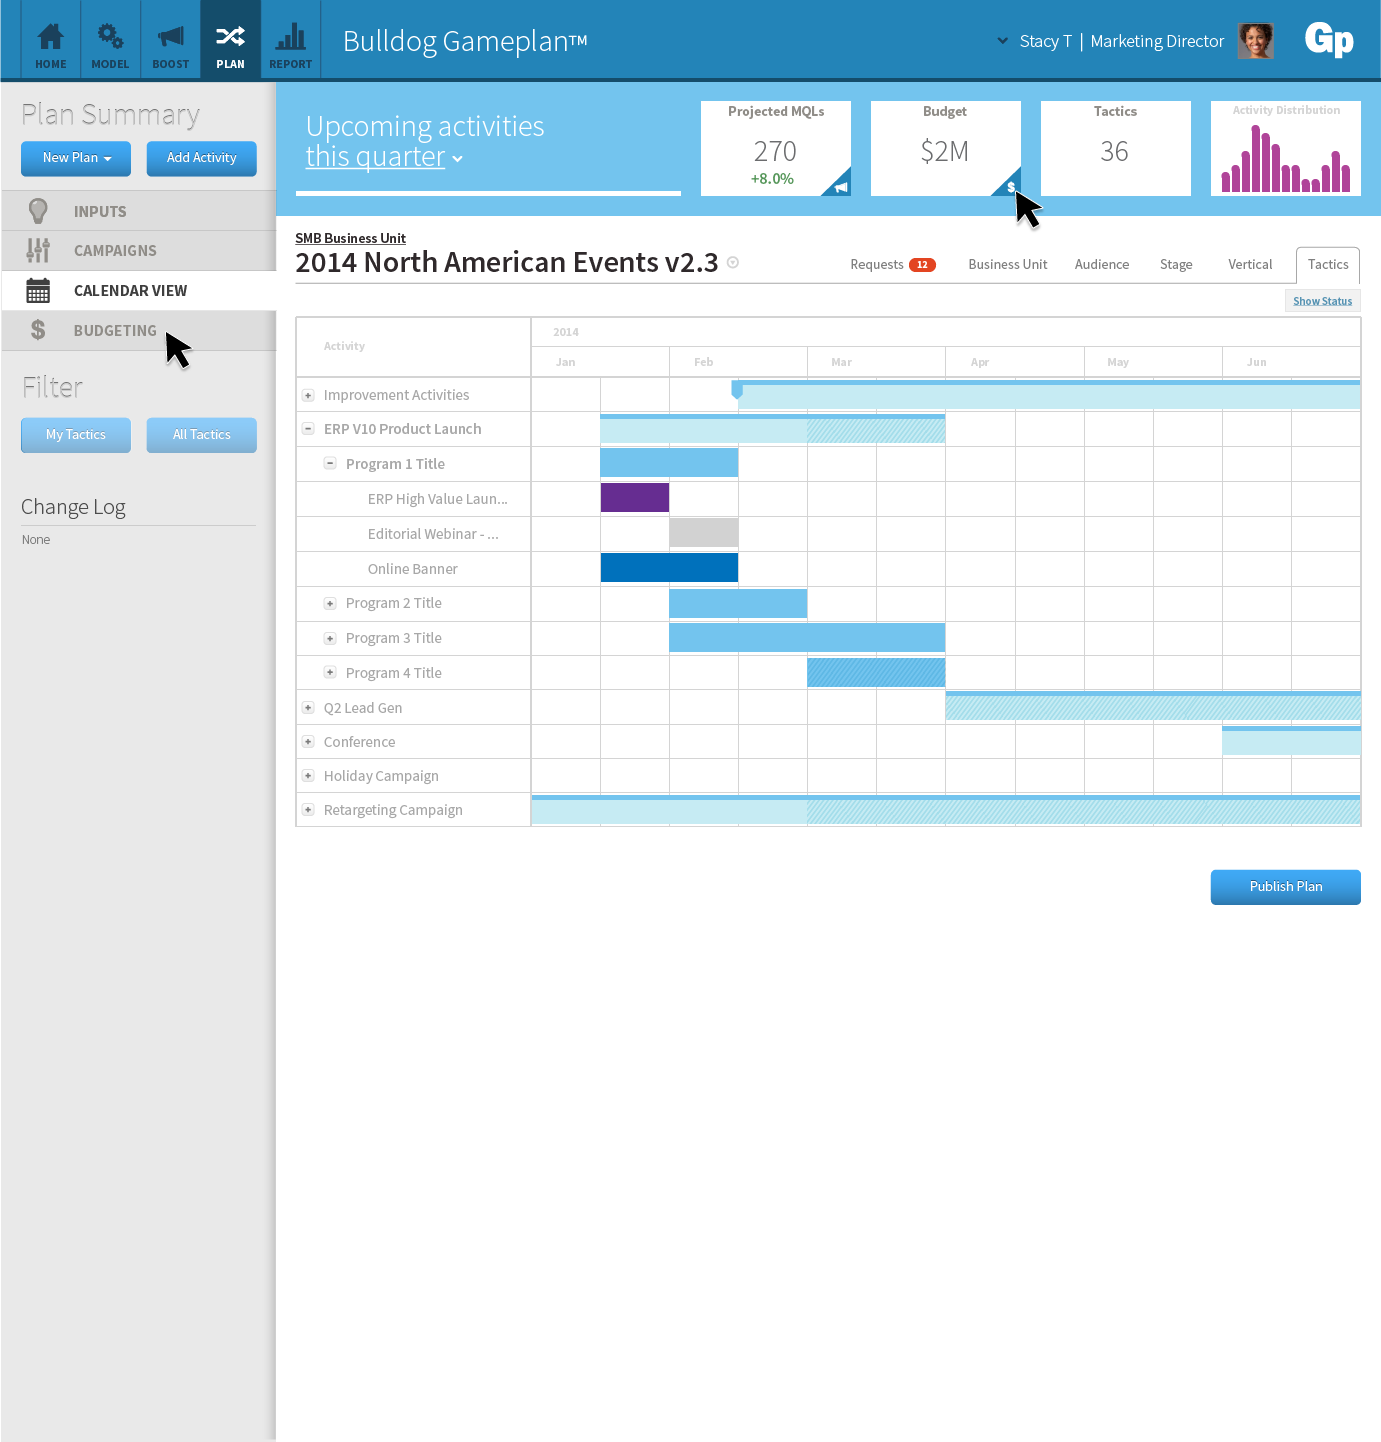 HOME
MODEL
BOOST
PLAN
REPORT
Bulldog Gameplan™
Stacy T | Marketing Director
Gp
Plan Summary
New Plan
Add Activity
INPUTS
CAMPAIGNS
CALENDAR VIEW
$ BUDGETING
Filter
My Tactics
All Tactics
Change Log
None
Upcoming activities
this quarter
Projected MQLs
270
+8.0%
Budget
$2M
$
Tactics
36
Activity Distribution
SMB Business Unit
2014 North American Events v2.3
Requests 12
Business Unit
Audience
Stage
Vertical
Tactics
Show Status
Activity
2014
Jan
Feb
Mar
Apr
May
Jun
Improvement Activities
ERP V10 Product Launch
Program 1 Title
ERP High Value Laun...
Editorial Webinar - ...
Online Banner
Program 2 Title
Program 3 Title
Program 4 Title
Q2 Lead Gen
Conference
Holiday Campaign
Retargeting Campaign
Publish Plan